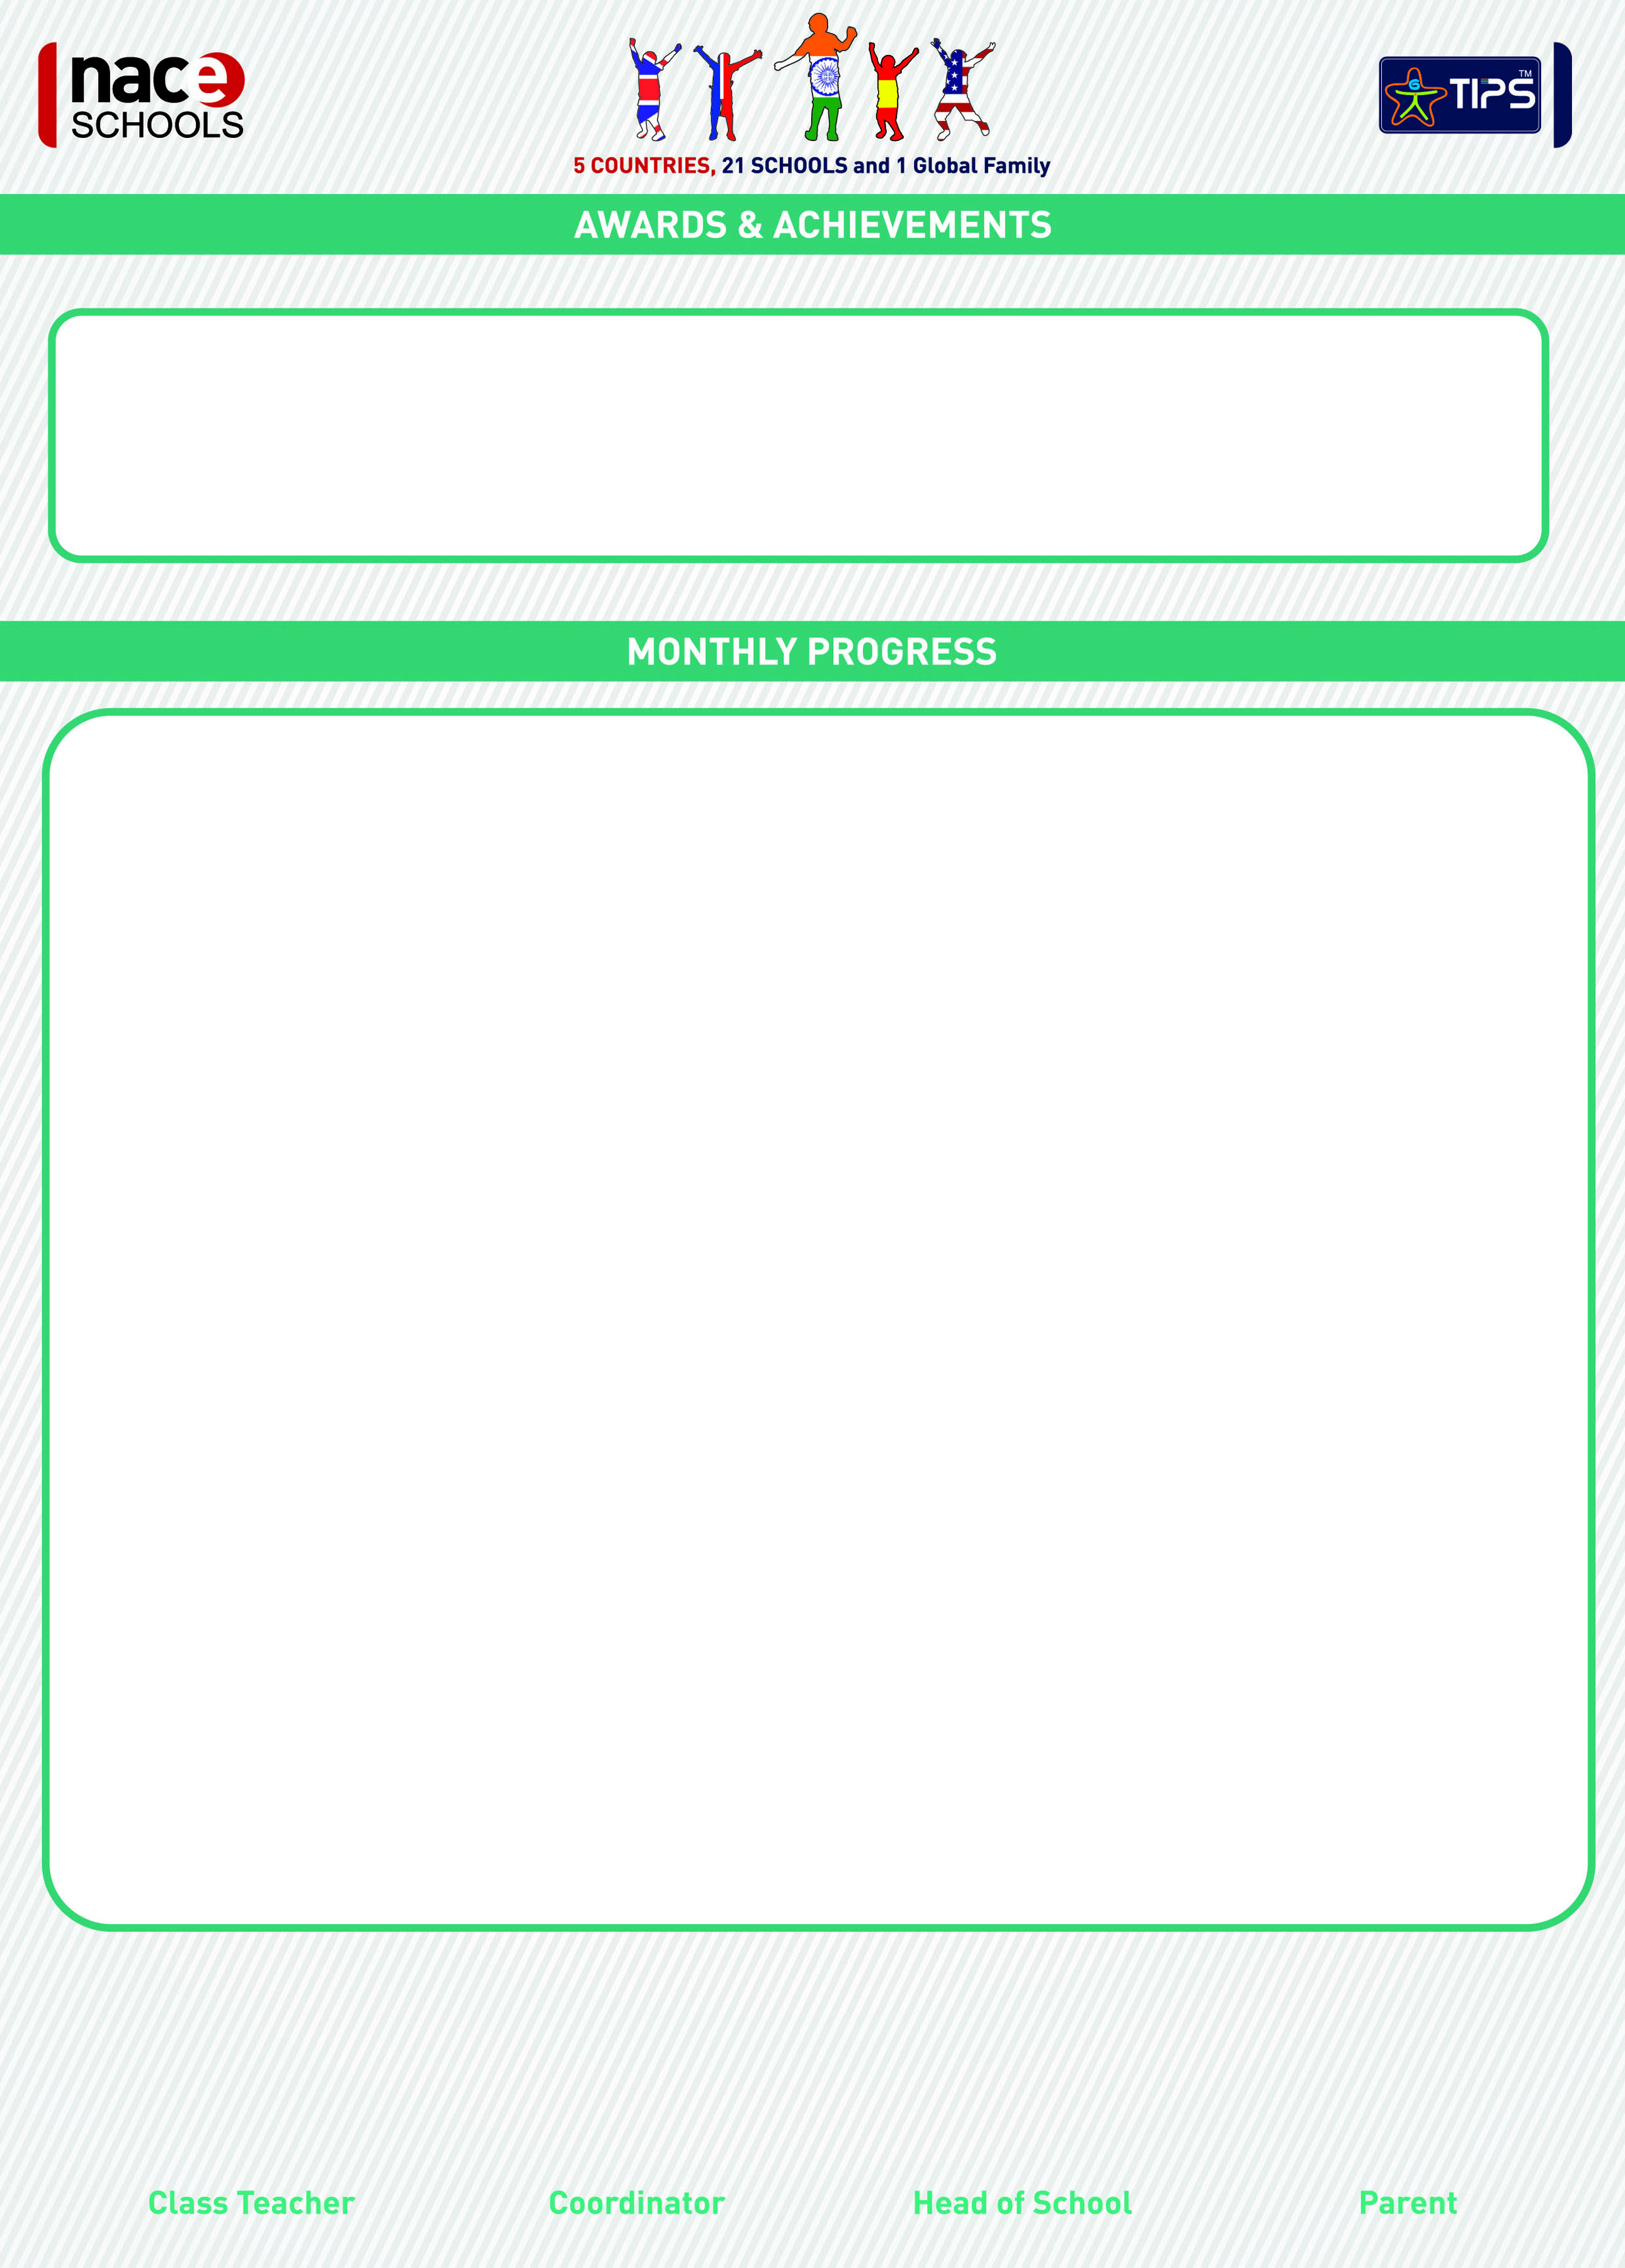 nace
SCHOOLS
TIPS™
5 COUNTRIES, 21 SCHOOLS and 1 Global Family
AWARDS & ACHIEVEMENTS
MONTHLY PROGRESS
Class Teacher Coordinator Head of School Parent